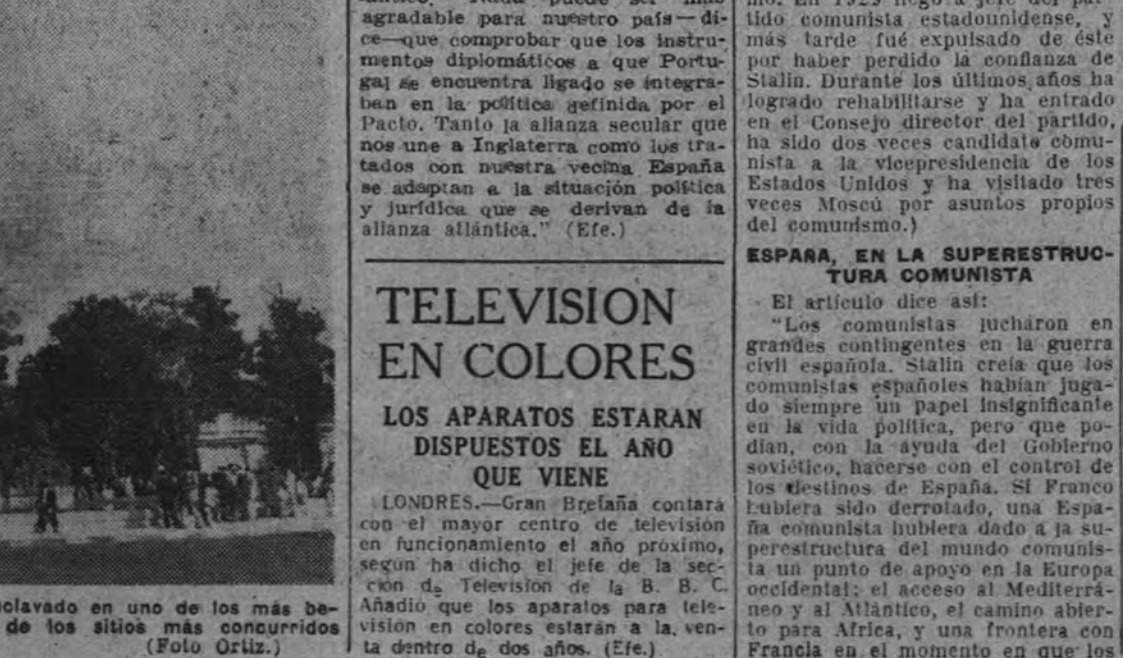 agradable para nuestro país—di-
ce—que comprobar que los instru-
mentos diplomáticos a que Portu-
gal se encuentra ligado se integra-
ban en la política definida por el
Pacto. Tanto la alianza secular que
nos une a Inglaterra como los tra-
tados con nuestra vecina España
se adaptan a la situación política
y jurídica que se derivan de la
alianza atlántica." (Efe.)
TELEVISION
EN COLORES
LOS APARATOS ESTARAN
DISPUESTOS EL AÑO
QUE VIENE
LONDRES.—Gran Bretaña contará
con el mayor centro de televisión
en funcionamiento el año próximo,
según ha dicho el jefe de la sec-
ción de Televisión de la B. B. C.
Añadió que los aparatos para tele-
visión en colores estarán a la ven-
ta dentro de dos años. (Efe.)
mo. En 1929 llegó a jefe del par-
tido comunista estadounidense, y
más tarde fué expulsado de éste
por haber perdido la confianza de
Stalin. Durante los últimos años ha
logrado rehabilitarse y ha entrado
en el Consejo director del partido,
ha sido dos veces candidato comu-
nista a la vicepresidencia de los
Estados Unidos y ha visitado tres
veces Moscú por asuntos propios
del comunismo.)
ESPAÑA, EN LA SUPERESTRUC-
TURA COMUNISTA
El artículo dice así:
"Los comunistas lucharon en
grandes contingentes en la guerra
civil española. Stalin creía que los
comunistas españoles habían juga-
do siempre un papel insignificante
en la vida política, pero que po-
dían, con la ayuda del Gobierno
soviético, hacerse con el control de
los destinos de España. Si Franco
hubiera sido derrotado, una Espa-
ña comunista hubiera dado a la su-
perestructura del mundo comunis-
ta un punto de apoyo en la Europa
occidental: el acceso al Mediterrá-
neo y al Atlántico, el camino abier-
to para Africa, y una frontera con
Francia en el momento en que los
clavado en uno de los más be-
de los sitios más concurridos
(Foto Ortiz.)